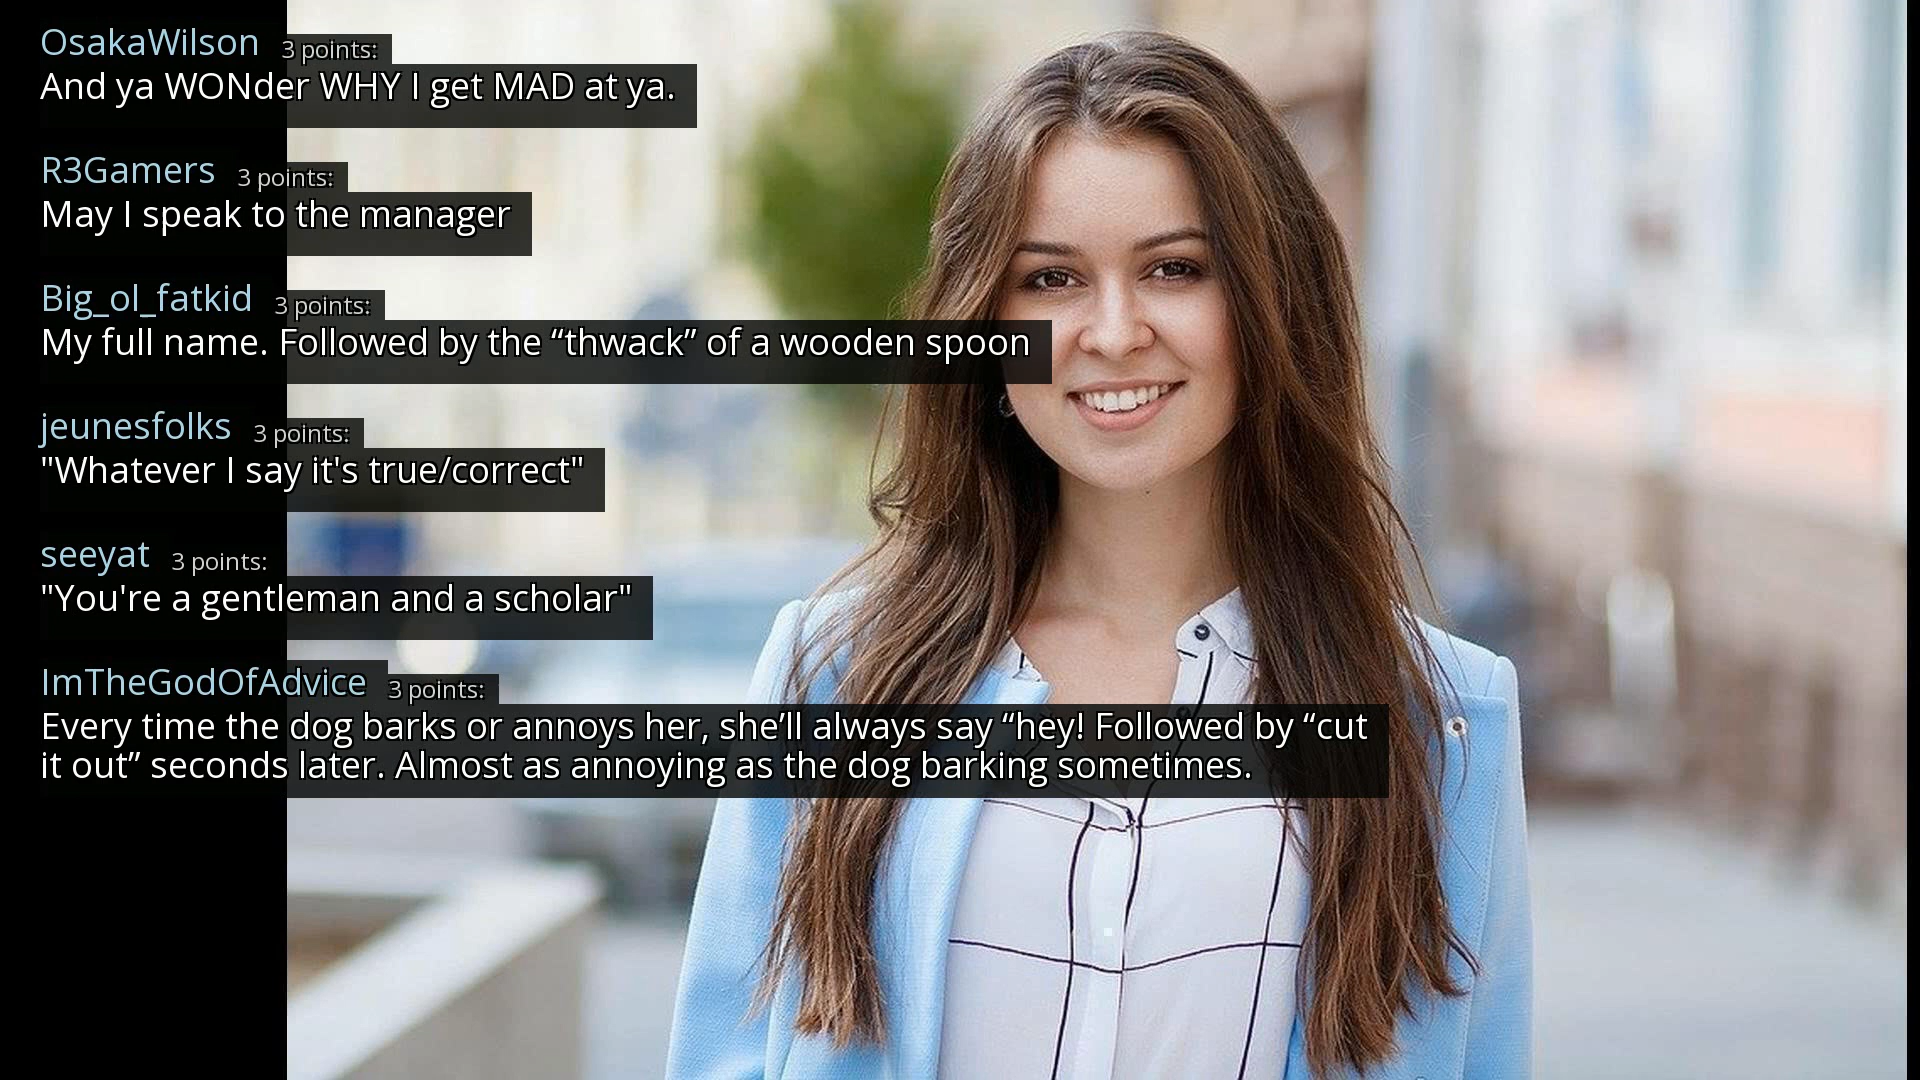 OsakaWilson 3 points:
And ya WONder WHY I get MAD at ya.
R3Gamers 3 points:
May I speak to the manager
Big_ol_fatkid 3 points:
My full name. Followed by the “thwack” of a wooden spoon
jeunesfolks 3 points:
"Whatever I say it's true/correct"
seeyat 3 points:
"You're a gentleman and a scholar"
ImTheGodOfAdvice 3 points:
Every time the dog barks or annoys her, she’ll always say “hey! Followed by “cut
it out” seconds later. Almost as annoying as the dog barking sometimes.